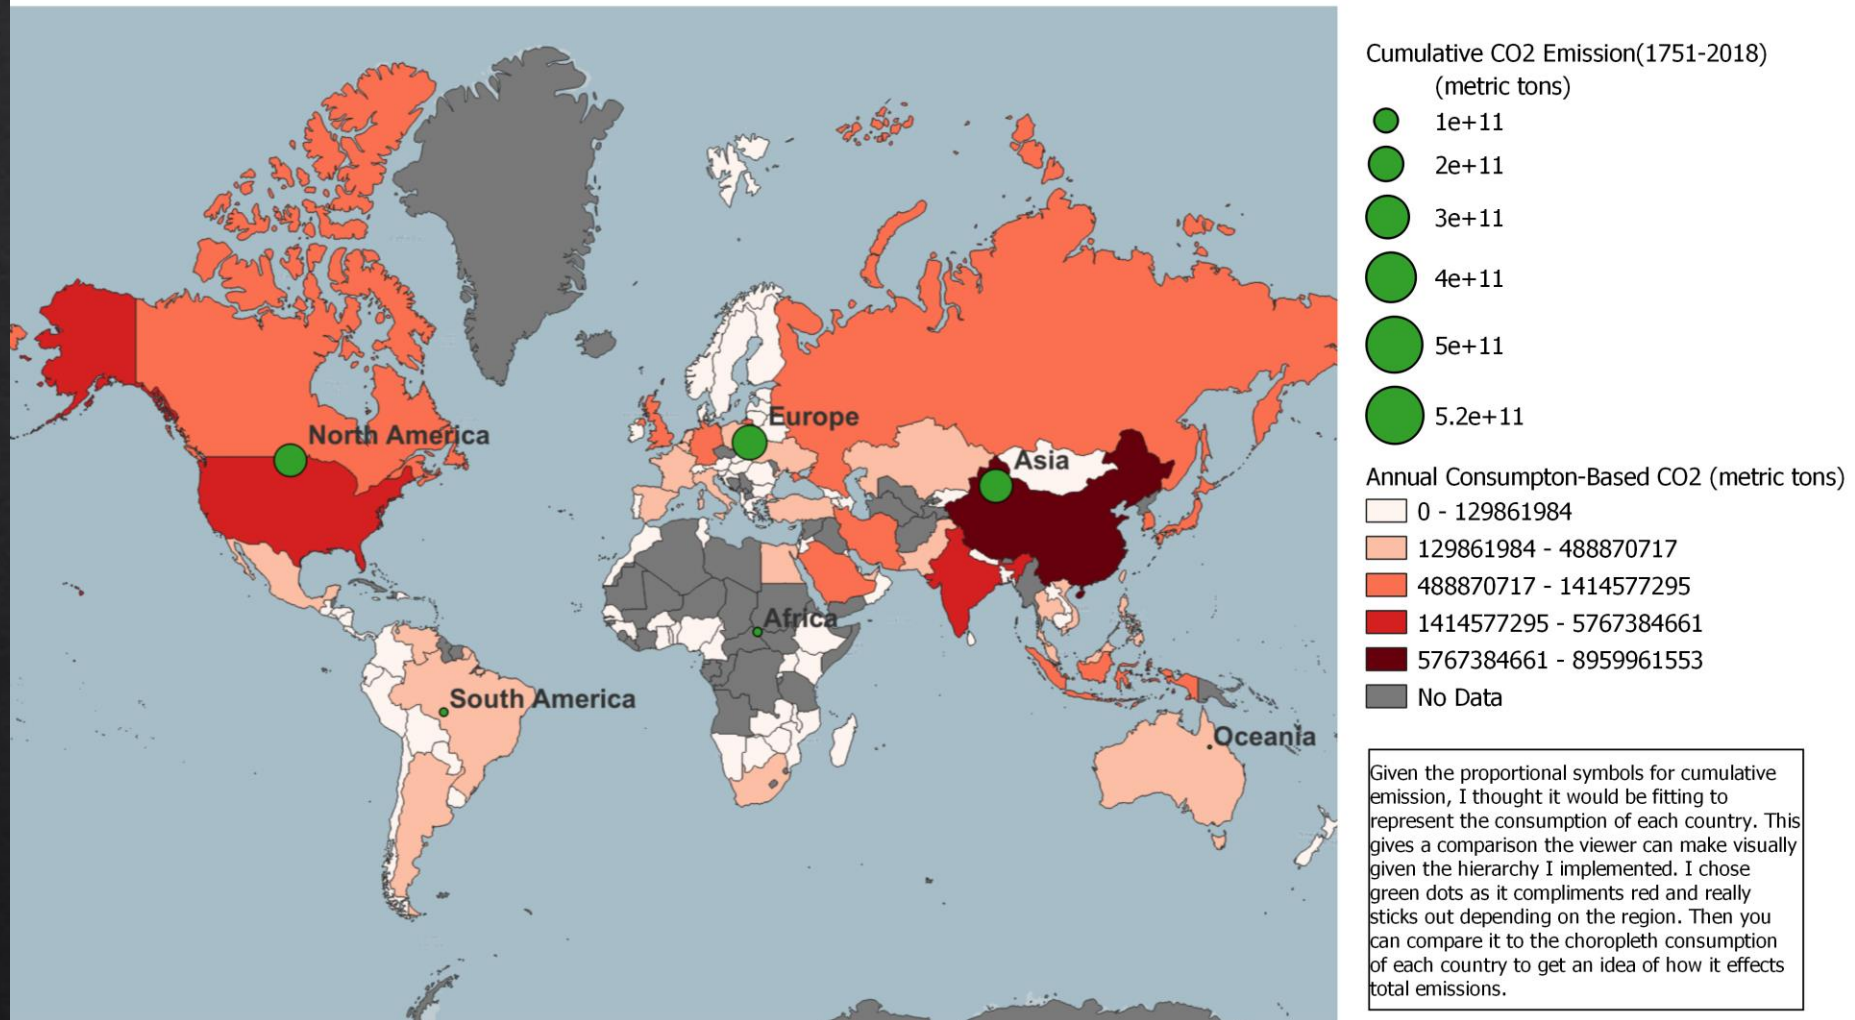 Cumulative CO2 Emission(1751-2018)
(metric tons)
1e+11
2e+11
3e+11
4e+11
5e+11
5.2e+11
Annual Consumpton-Based CO2 (metric tons)
0 - 129861984
129861984 - 488870717
488870717 - 1414577295
1414577295 - 5767384661
5767384661 - 8959961553
No Data
North America
Europe
Asia
Africa
South America
Oceania
Given the proportional symbols for cumulative
emission, I thought it would be fitting to
represent the consumption of each country. This
gives a comparison the viewer can make visually
given the hierarchy I implemented. I chose
green dots as it compliments red and really
sticks out depending on the region. Then you
can compare it to the choropleth consumption
of each country to get an idea of how it effects
total emissions.